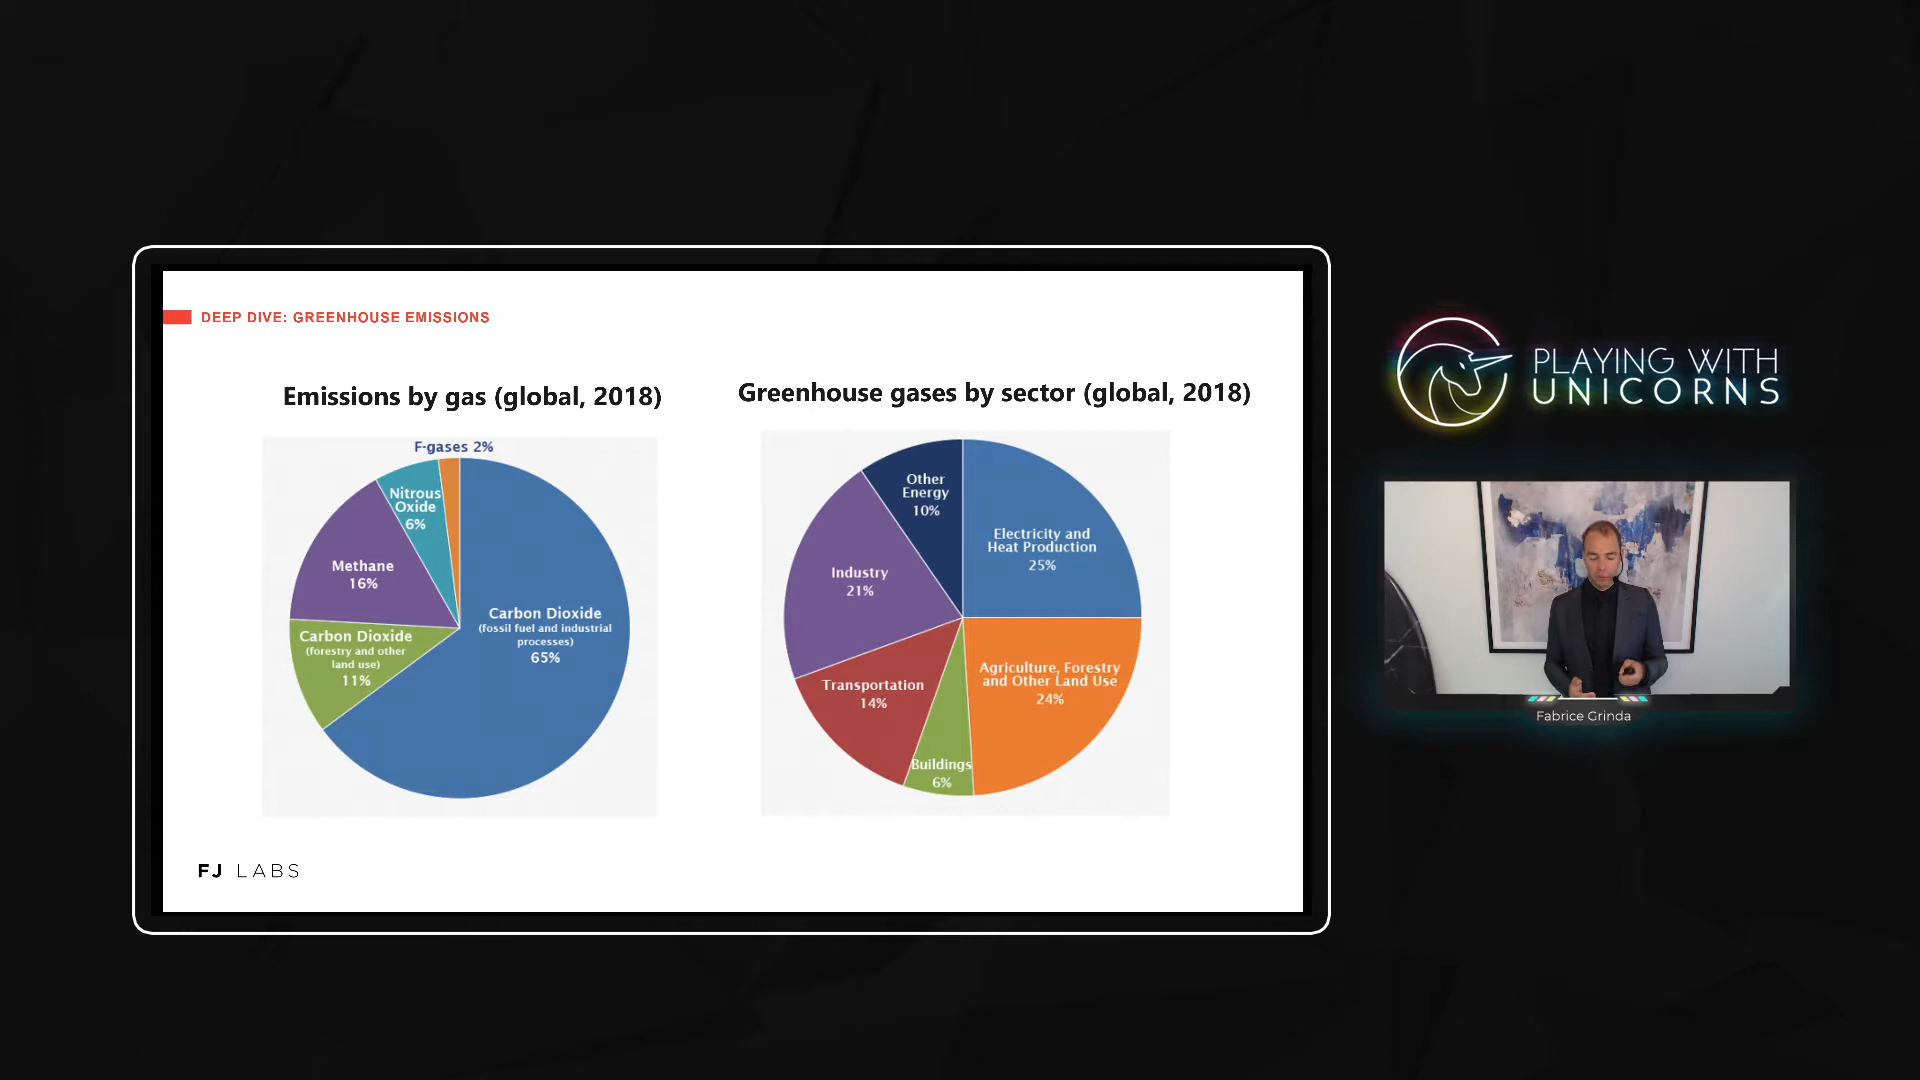 DEEP DIVE: GREENHOUSE EMISSIONS
Emissions by gas (global, 2018)
F-gases 2%
Nitrous
Oxide
6%
Methane
16%
Carbon Dioxide
(forestry and other
land use)
11%
Carbon Dioxide
(fossil fuel and industrial
processes)
65%
Greenhouse gases by sector (global, 2018)
Other
Energy
10%
Electricity and
Heat Production
25%
Industry
21%
Agriculture, Forestry
and Other Land Use
24%
Transportation
14%
Buildings
6%
FJ LABS
PLAYING WITH
UNICORNS
Fabrice Grinda